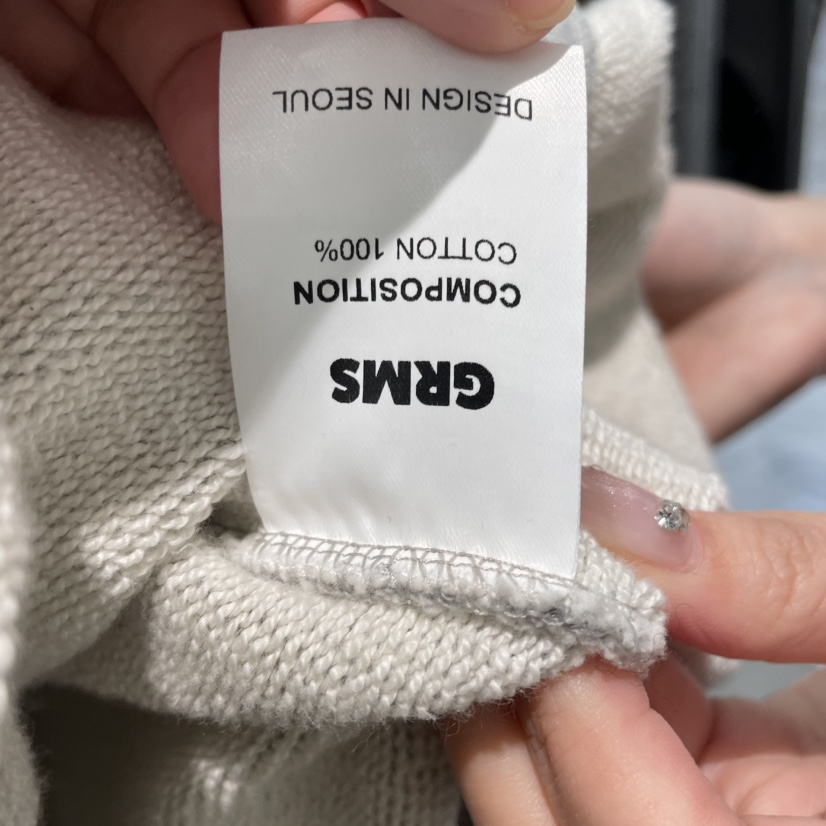 GRMS
COMPOSITION
COTTON 100%
DESIGN IN SEOUL